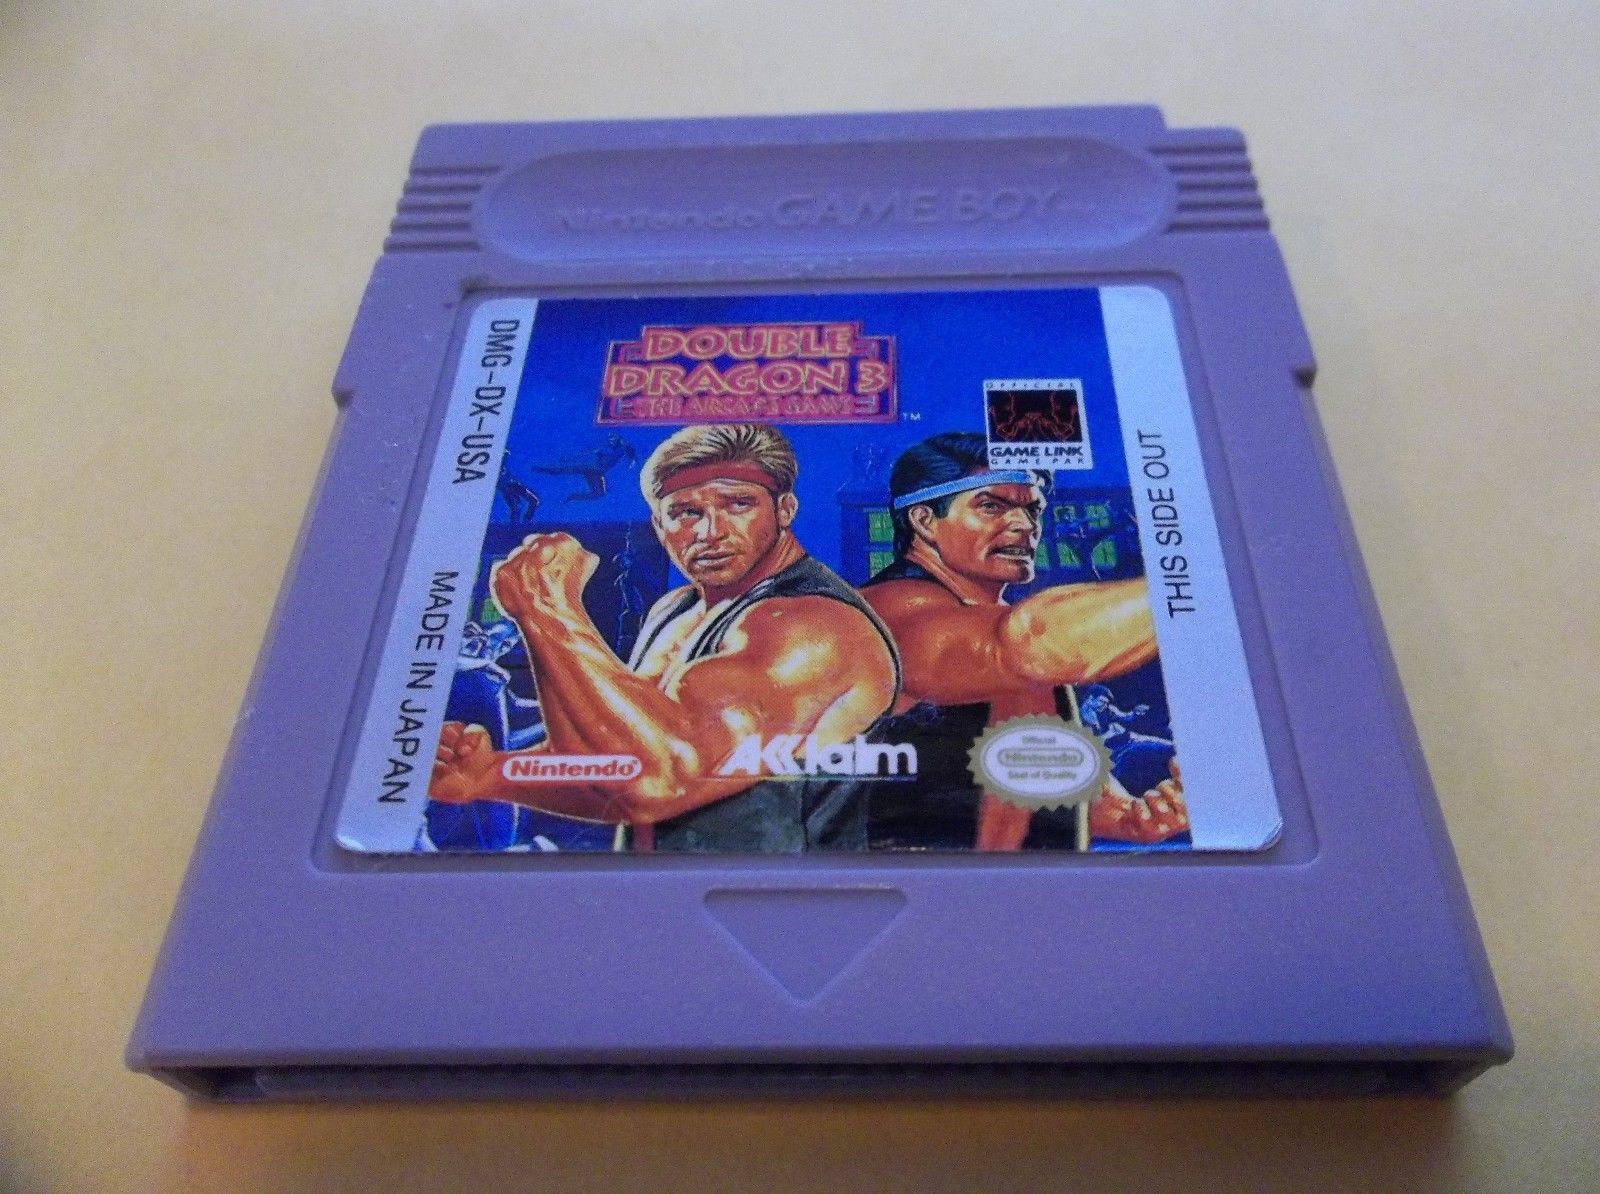 Nintendo GAME BOY
DOUBLE
DRAGON 3
THE ARCADE GAME
™
OFFICIAL
GAME LINK
GAME PAK
DMG-DX-USA
MADE IN JAPAN
THIS SIDE OUT
Nintendo
AKKlaim
Official
Nintendo
Seal of Quality